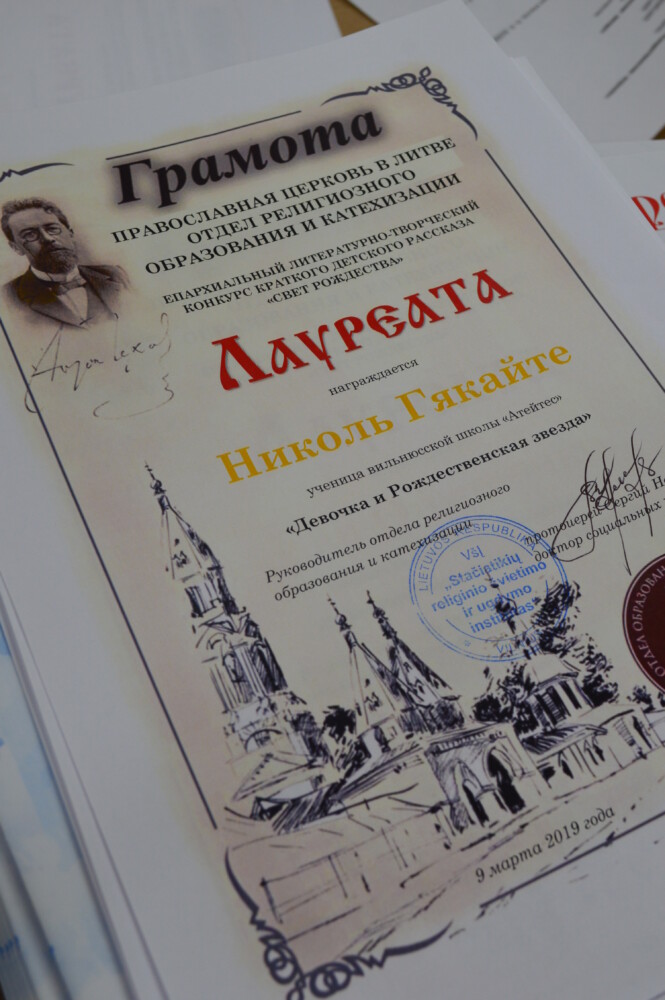 Грамота
ПРАВОСЛАВНАЯ ЦЕРКОВЬ В ЛИТВЕ
ОТДЕЛ РЕЛИГИОЗНОГО
ОБРАЗОВАНИЯ И КАТЕХИЗАЦИИ
ЕПАРХИАЛЬНЫЙ ЛИТЕРАТУРНО-ТВОРЧЕСКИЙ
КОНКУРС КРАТКОГО ДЕТСКОГО РАССКАЗА
«СВЕТ РОЖДЕСТВА»
Лауреата
награждается
Николь Гякайте
ученица вильнюсской школы «Атейтес»
«Девочка и Рождественская звезда»
Руководитель отдела религиозного
образования и катехизации
протоиерей Сергий
доктор социальных
LIETUVOS RESPUBLIKA
VšĮ
„Stačiatikių
religinio švietimo
ir ugdymo
institutas"
ОТДЕЛ ОБРАЗОВАН
9 марта 2019 года